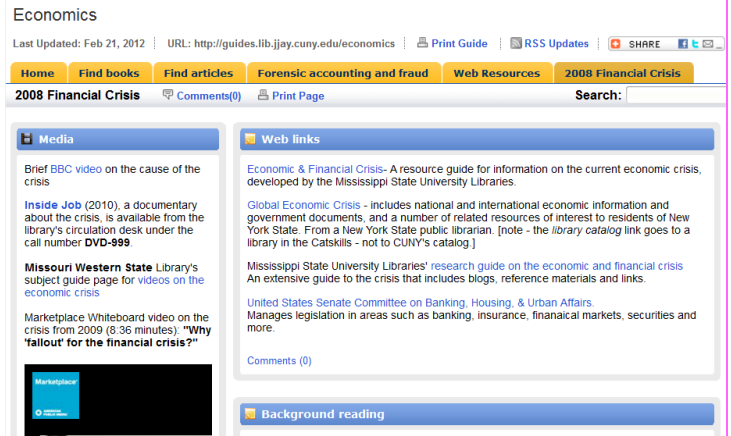 Economics
Last Updated: Feb 21, 2012 URL: http://guides.lib.jjay.cuny.edu/economics Print Guide RSS Updates SHARE
Home Find books Find articles Forensic accounting and fraud Web Resources 2008 Financial Crisis
2008 Financial Crisis Comments(0) Print Page Search:
Media
Brief BBC video on the cause of the
crisis
Inside Job (2010), a documentary
about the crisis, is available from the
library's circulation desk under the
call number DVD-999.
Missouri Western State Library's
subject guide page for videos on the
economic crisis
Marketplace Whiteboard video on the
crisis from 2009 (8:36 minutes): "Why
'fallout' for the financial crisis?"
Marketplace
Web links
Economic & Financial Crisis- A resource guide for information on the current economic crisis,
developed by the Mississippi State University Libraries.
Global Economic Crisis - includes national and international economic information and
government documents, and a number of related resources of interest to residents of New
York State. From a New York State public librarian. [note - the library catalog link goes to a
library in the Catskills - not to CUNY's catalog.]
Mississippi State University Libraries' research guide on the economic and financial crisis
An extensive guide to the crisis that includes blogs, reference materials and links.
United States Senate Committee on Banking, Housing, & Urban Affairs.
Manages legislation in areas such as banking, insurance, finanaical markets, securities and
more.
Comments (0)
Background reading